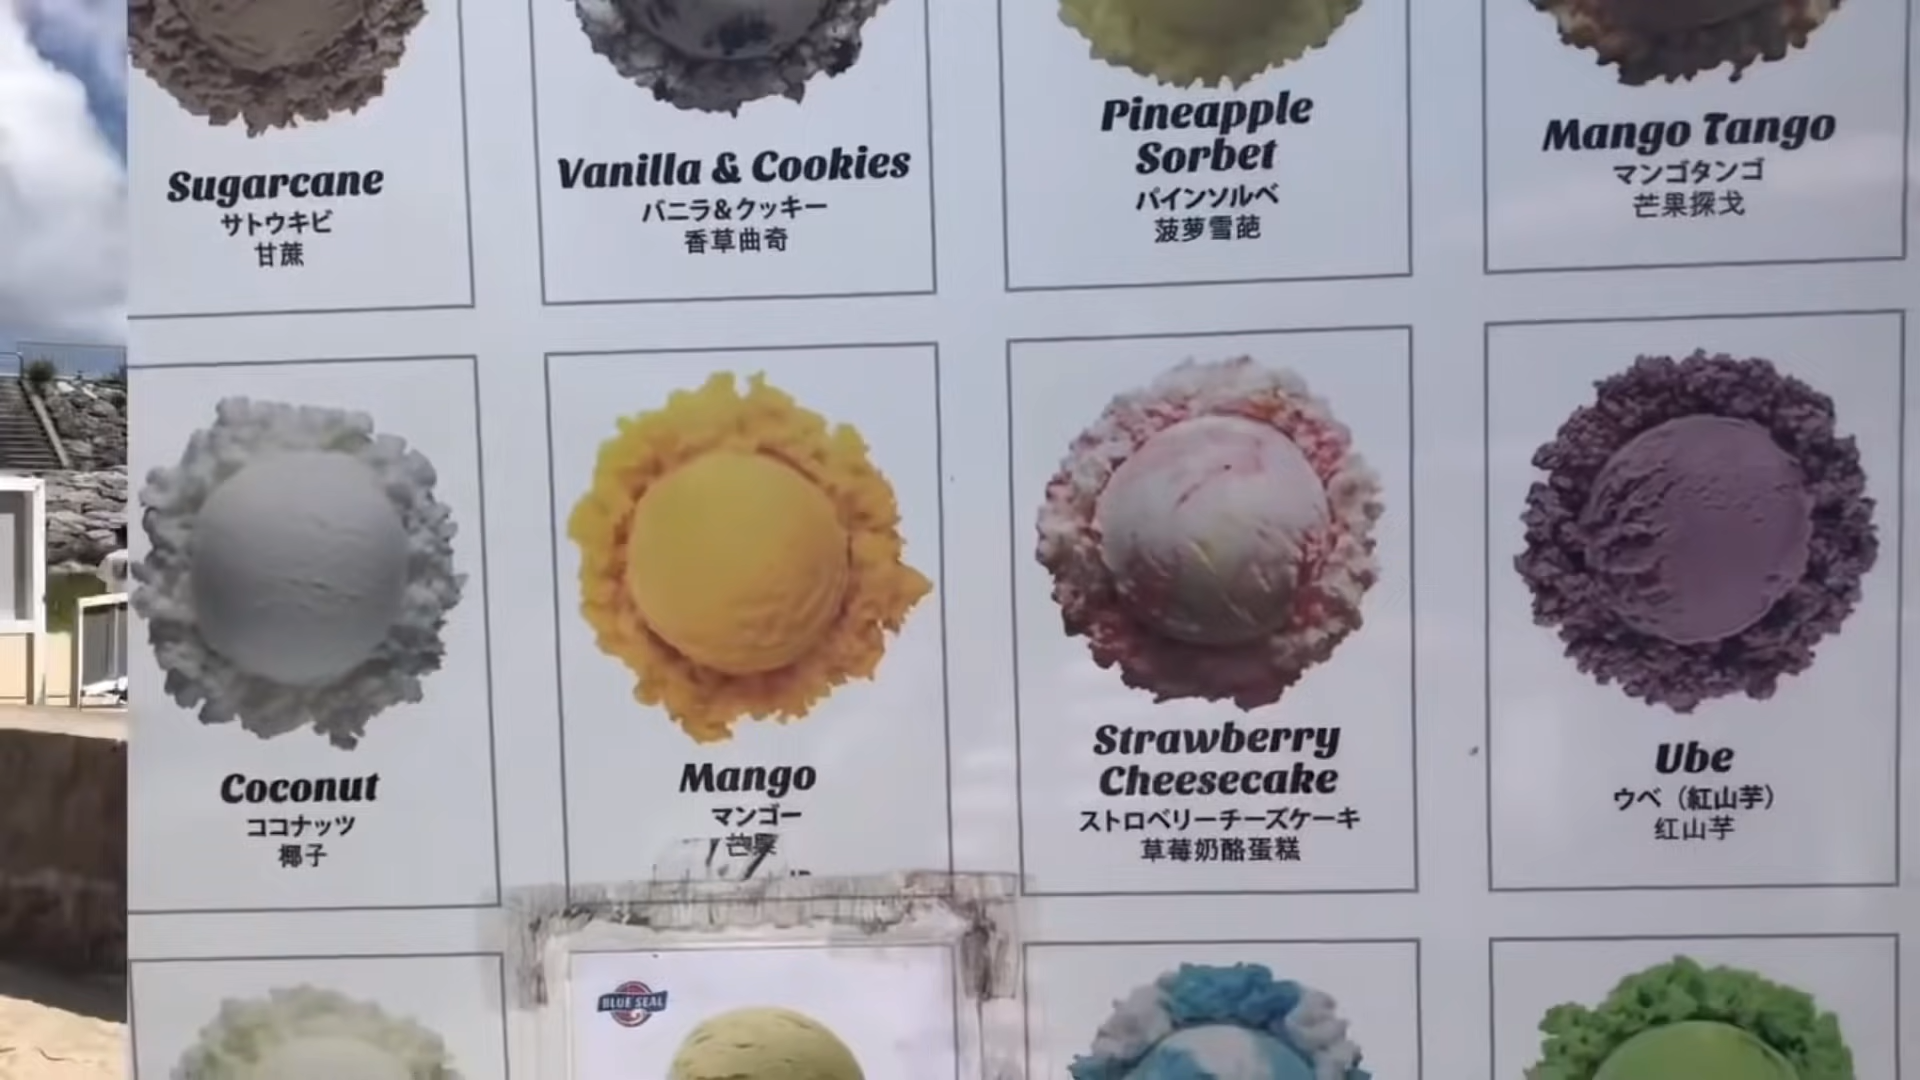 Sugarcane
サトウキビ
甘蔗
Vanilla & Cookies
バニラ&クッキー
香草曲奇
Pineapple
Sorbet
パインソルベ
菠萝雪葩
Mango Tango
マンゴタンゴ
芒果探戈
Coconut
ココナッツ
椰子
Mango
マンゴー
芒果
Strawberry
Cheesecake
ストロベリーチーズケーキ
草莓奶酪蛋糕
Ube
ウベ（紅山芋）
红山芋
BLUE SEAL